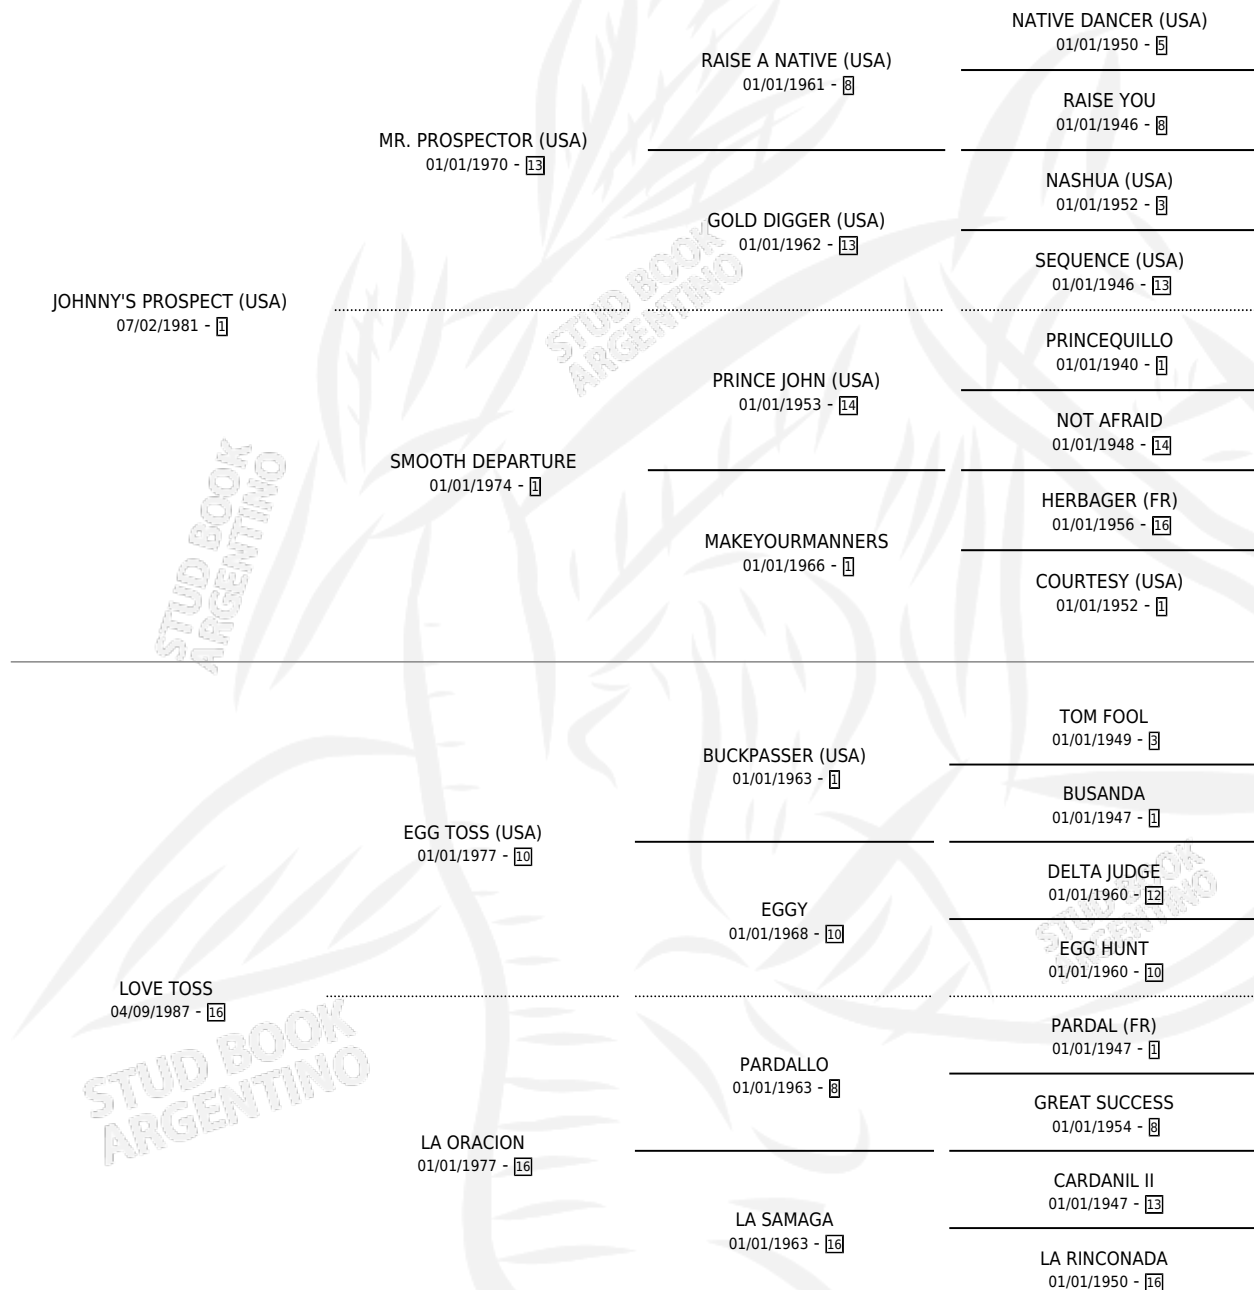 NATIVE DANCER (USA)
01/01/1950 - 5
RAISE A NATIVE (USA)
01/01/1961 - 8
RAISE YOU
01/01/1946 - 8
MR. PROSPECTOR (USA)
01/01/1970 - 13
NASHUA (USA)
01/01/1952 - 3
GOLD DIGGER (USA)
01/01/1962 - 13
SEQUENCE (USA)
01/01/1946 - 13
JOHNNY'S PROSPECT (USA)
07/02/1981 - 1
PRINCEQUILLO
01/01/1940 - 1
PRINCE JOHN (USA)
01/01/1953 - 14
NOT AFRAID
01/01/1948 - 14
SMOOTH DEPARTURE
01/01/1974 - 1
HERBAGER (FR)
01/01/1956 - 16
MAKEYOURMANNERS
01/01/1966 - 1
COURTESY (USA)
01/01/1952 - 1
TOM FOOL
01/01/1949 - 3
BUCKPASSER (USA)
01/01/1963 - 1
BUSANDA
01/01/1947 - 1
EGG TOSS (USA)
01/01/1977 - 10
DELTA JUDGE
01/01/1960 - 12
EGGY
01/01/1968 - 10
EGG HUNT
01/01/1960 - 10
LOVE TOSS
04/09/1987 - 16
PARDAL (FR)
01/01/1947 - 1
PARDALLO
01/01/1963 - 8
GREAT SUCCESS
01/01/1954 - 8
LA ORACION
01/01/1977 - 16
CARDANIL II
01/01/1947 - 13
LA SAMAGA
01/01/1963 - 16
LA RINCONADA
01/01/1950 - 16
STUD BOOK
ARGENTINO
STUD BOOK
ARGENTINO
STUD BOOK
ARGENTINO
STUD BOOK
ARGENTINO